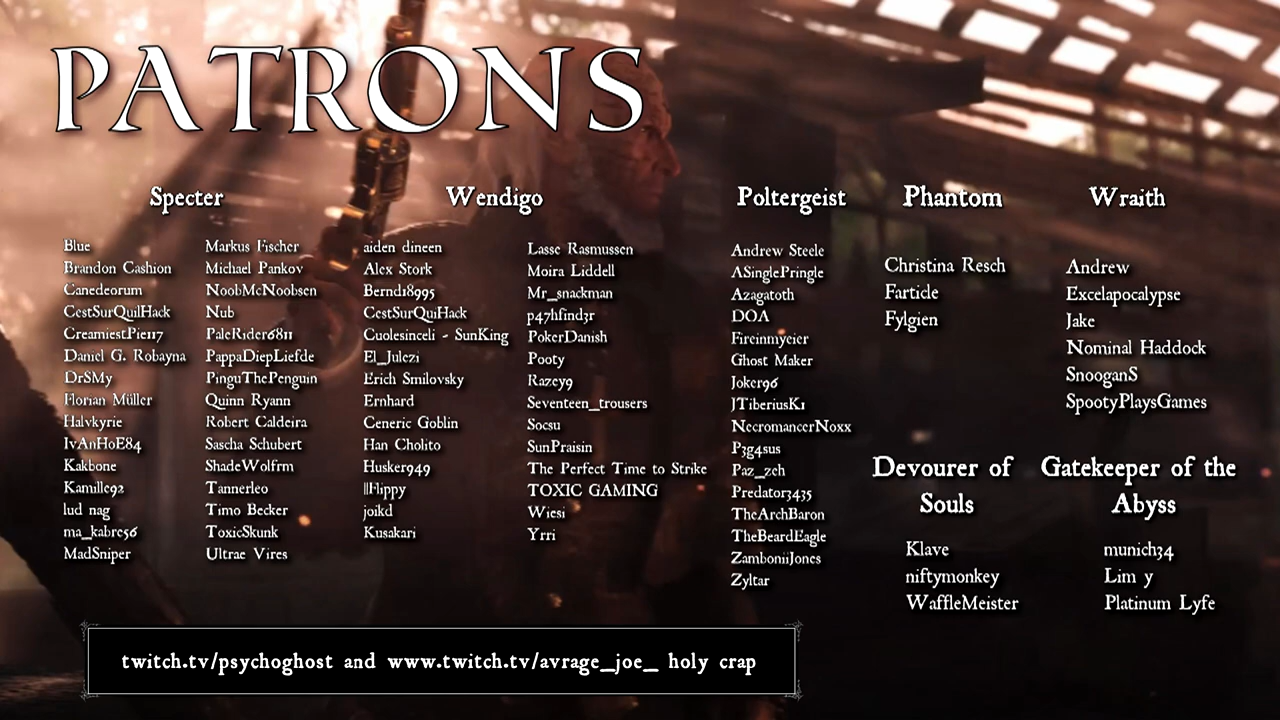 PATRONS
Specter
Blue
Brandon Cashion
Canedeorum
CestSurQuilHack
CreamiestPie117
Daniel G. Robayna
DrSMy
Florian Müller
Halvkyrie
IvAnHoE84
Kakbone
Kamille92
lud nag
ma_kabre56
MadSniper
Markus Fischer
Michael Pankov
NoobMcNoobsen
Nub
PaleRider6811
PappaDiepLiefde
PinguThePenguin
Quinn Ryann
Robert Caldeira
Sascha Schubert
ShadeWolfrm
Tannerleo
Timo Becker
ToxicSkunk
Ultrae Vires
Wendigo
aiden dineen
Alex Stork
Bernd18995
CestSurQuiHack
Cuolesinceli - SunKing
El_Julezi
Erich Smilovsky
Ernhard
Generic Goblin
Han Cholito
Husker949
llFlippy
joikd
Kusakari
Lasse Rasmussen
Moira Liddell
Mr_snackman
p47hfind3r
PokerDanish
Pooty
Razey9
Seventeen_trousers
Socsu
SunPraisin
The Perfect Time to Strike
TOXIC GAMING
Wiesi
Yrri
Poltergeist
Andrew Steele
ASinglePringle
Azagatoth
DOA
Fireinmyeier
Ghost Maker
Joker96
JTiberiusK1
NecromancerNoxx
P3g4sus
Paz_zch
Predator3435
TheArchBaron
TheBeardEagle
ZamboniiJones
Zyltar
Phantom
Christina Resch
Farticle
Fylgien
Wraith
Andrew
Excelapocalypse
Jake
Nominal Haddock
SnooganS
SpootyPlaysGames
Devourer of
Souls
Klave
niftymonkey
WaffleMeister
Gatekeeper of the
Abyss
munich34
Lim y
Platinum Lyfe
twitch.tv/psychoghost and www.twitch.tv/avrage_joe_ holy crap